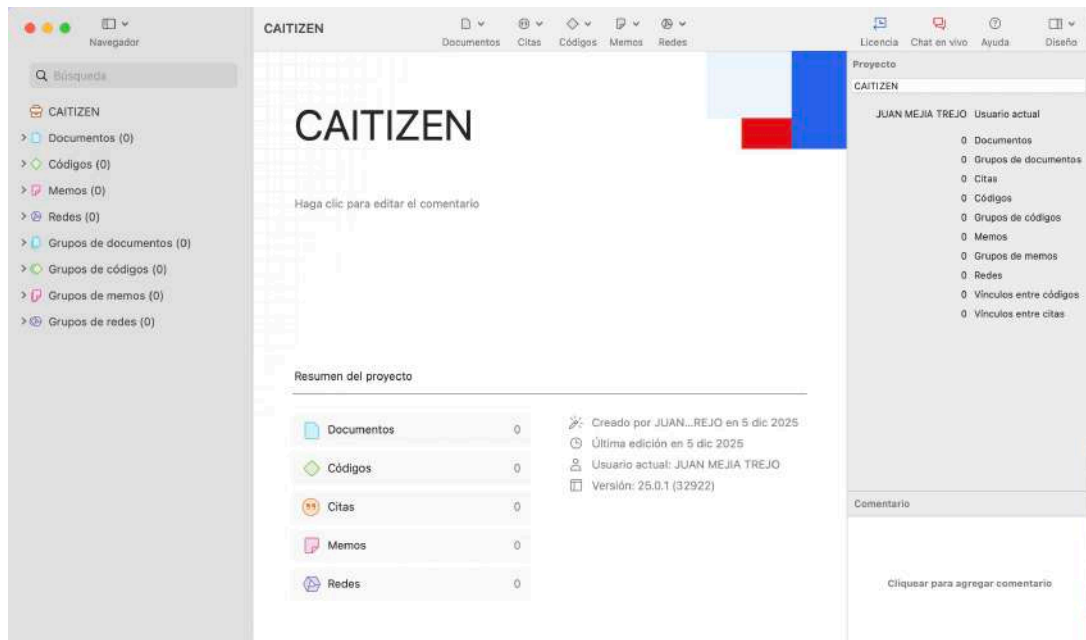 Navegador
Búsqueda
CAITIZEN
Documentos (0)
Códigos (0)
Memos (0)
Redes (0)
Grupos de documentos (0)
Grupos de códigos (0)
Grupos de memos (0)
Grupos de redes (0)
CAITIZEN
Documentos Citas Códigos Memos Redes
Licencia Chat en vivo Ayuda Diseño
CAITIZEN
Haga clic para editar el comentario
Resumen del proyecto
Documentos 0
Códigos 0
Citas 0
Memos 0
Redes 0
Creado por JUAN...REJO en 5 dic 2025
Última edición en 5 dic 2025
Usuario actual: JUAN MEJIA TREJO
Versión: 25.0.1 (32922)
Proyecto
CAITIZEN
JUAN MEJIA TREJO Usuario actual
0 Documentos
0 Grupos de documentos
0 Citas
0 Códigos
0 Grupos de códigos
0 Memos
0 Grupos de memos
0 Redes
0 Vínculos entre códigos
0 Vínculos entre citas
Comentario
Cliquear para agregar comentario